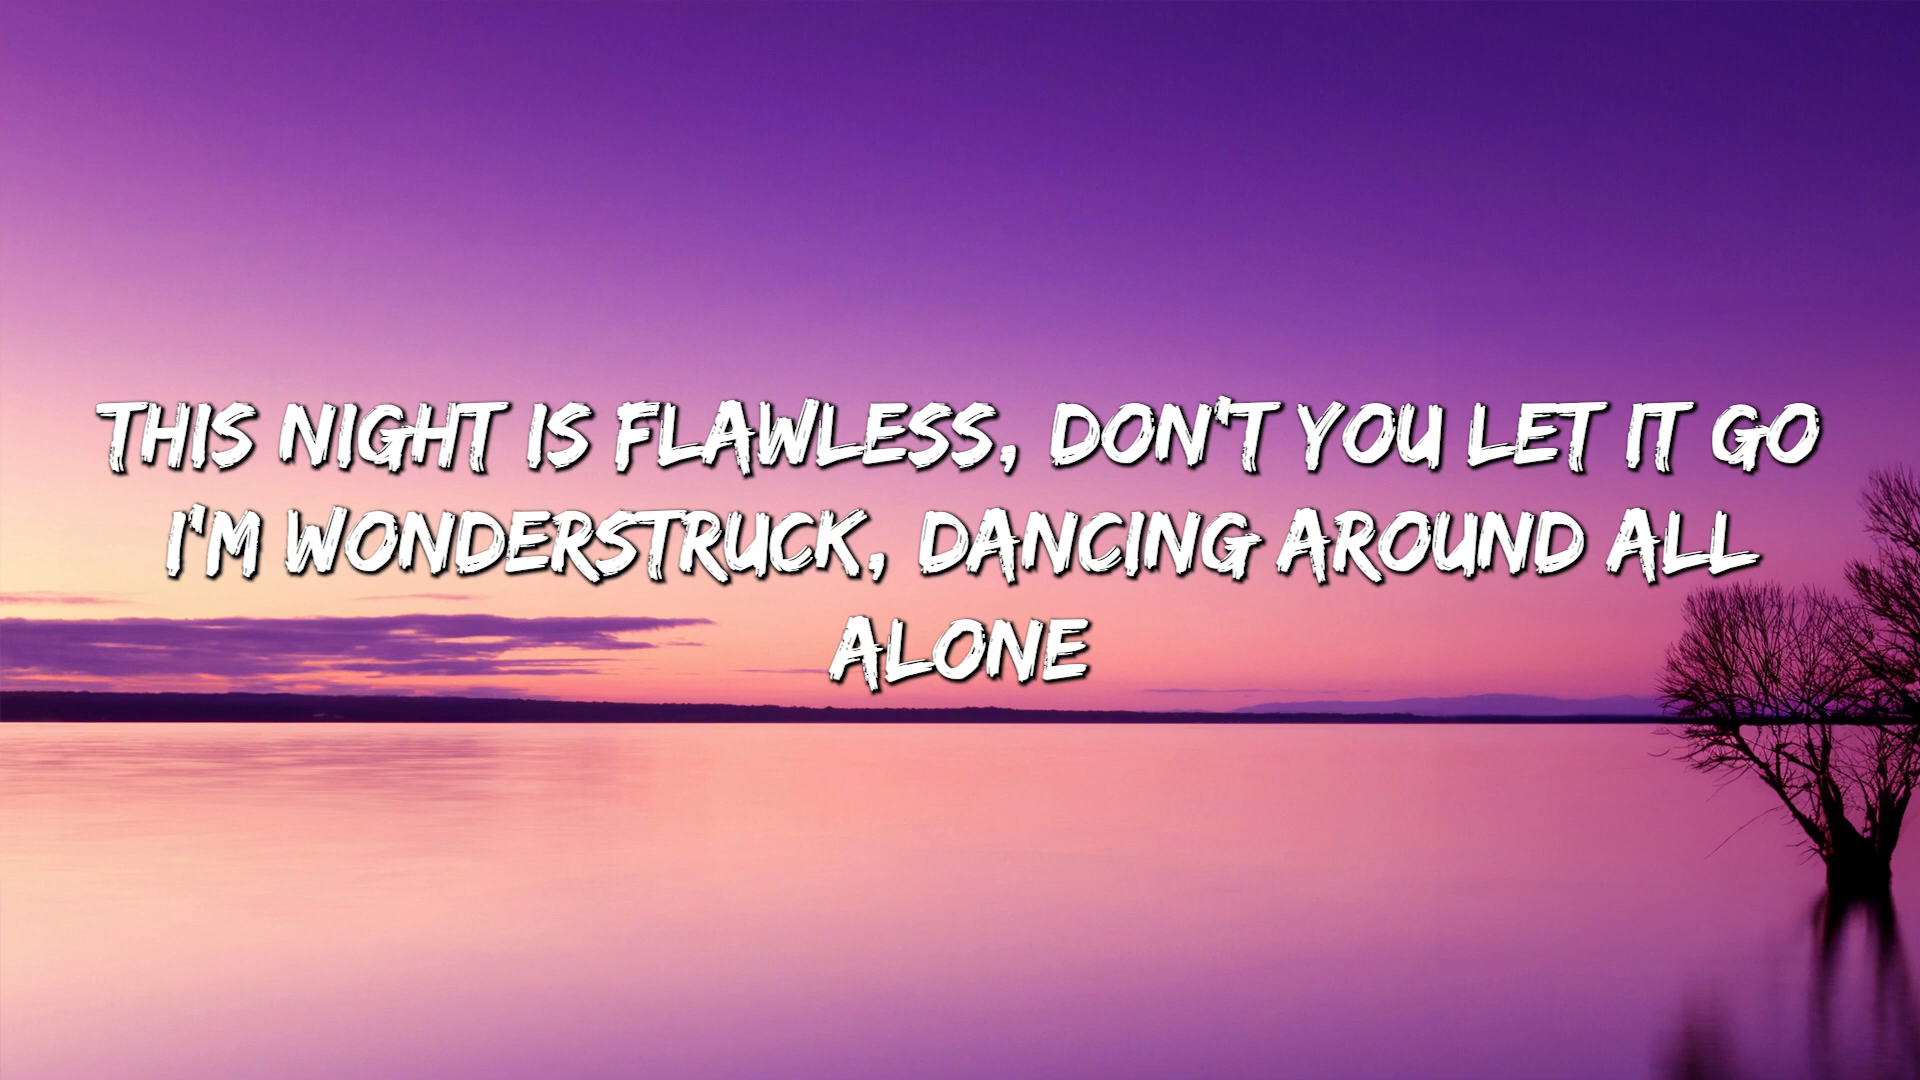 THIS NIGHT IS FLAWLESS, DON'T YOU LET IT GO
I'M WONDERSTRUCK, DANCING AROUND ALL
ALONE